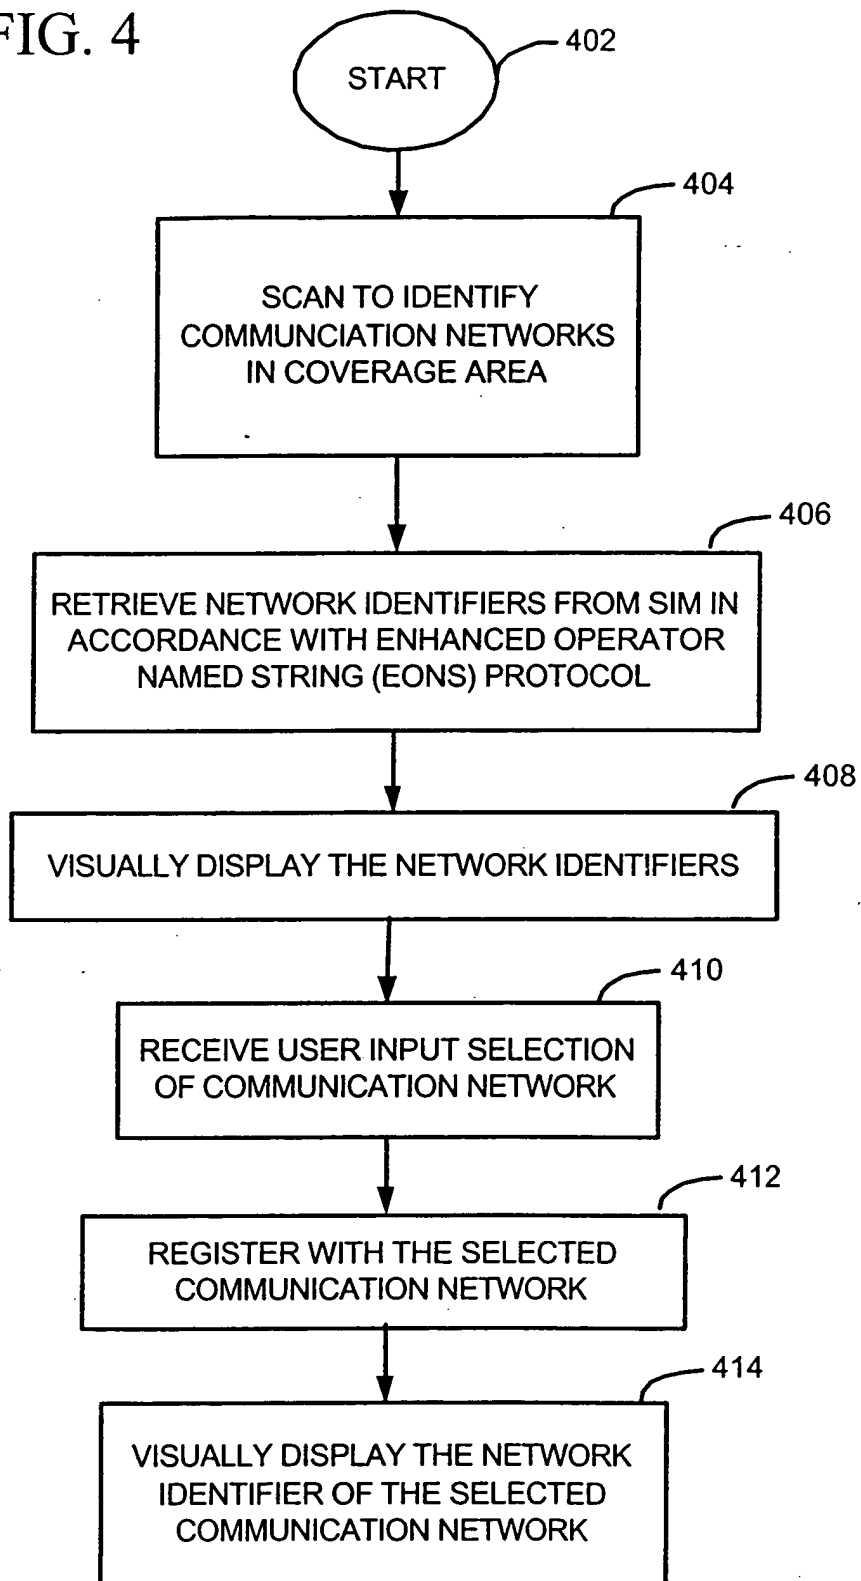 FIG. 4
START
402
404
SCAN TO IDENTIFY
COMMUNCIATION NETWORKS
IN COVERAGE AREA
406
RETRIEVE NETWORK IDENTIFIERS FROM SIM IN
ACCORDANCE WITH ENHANCED OPERATOR
NAMED STRING (EONS) PROTOCOL
408
VISUALLY DISPLAY THE NETWORK IDENTIFIERS
410
RECEIVE USER INPUT SELECTION
OF COMMUNICATION NETWORK
412
REGISTER WITH THE SELECTED
COMMUNICATION NETWORK
414
VISUALLY DISPLAY THE NETWORK
IDENTIFIER OF THE SELECTED
COMMUNICATION NETWORK